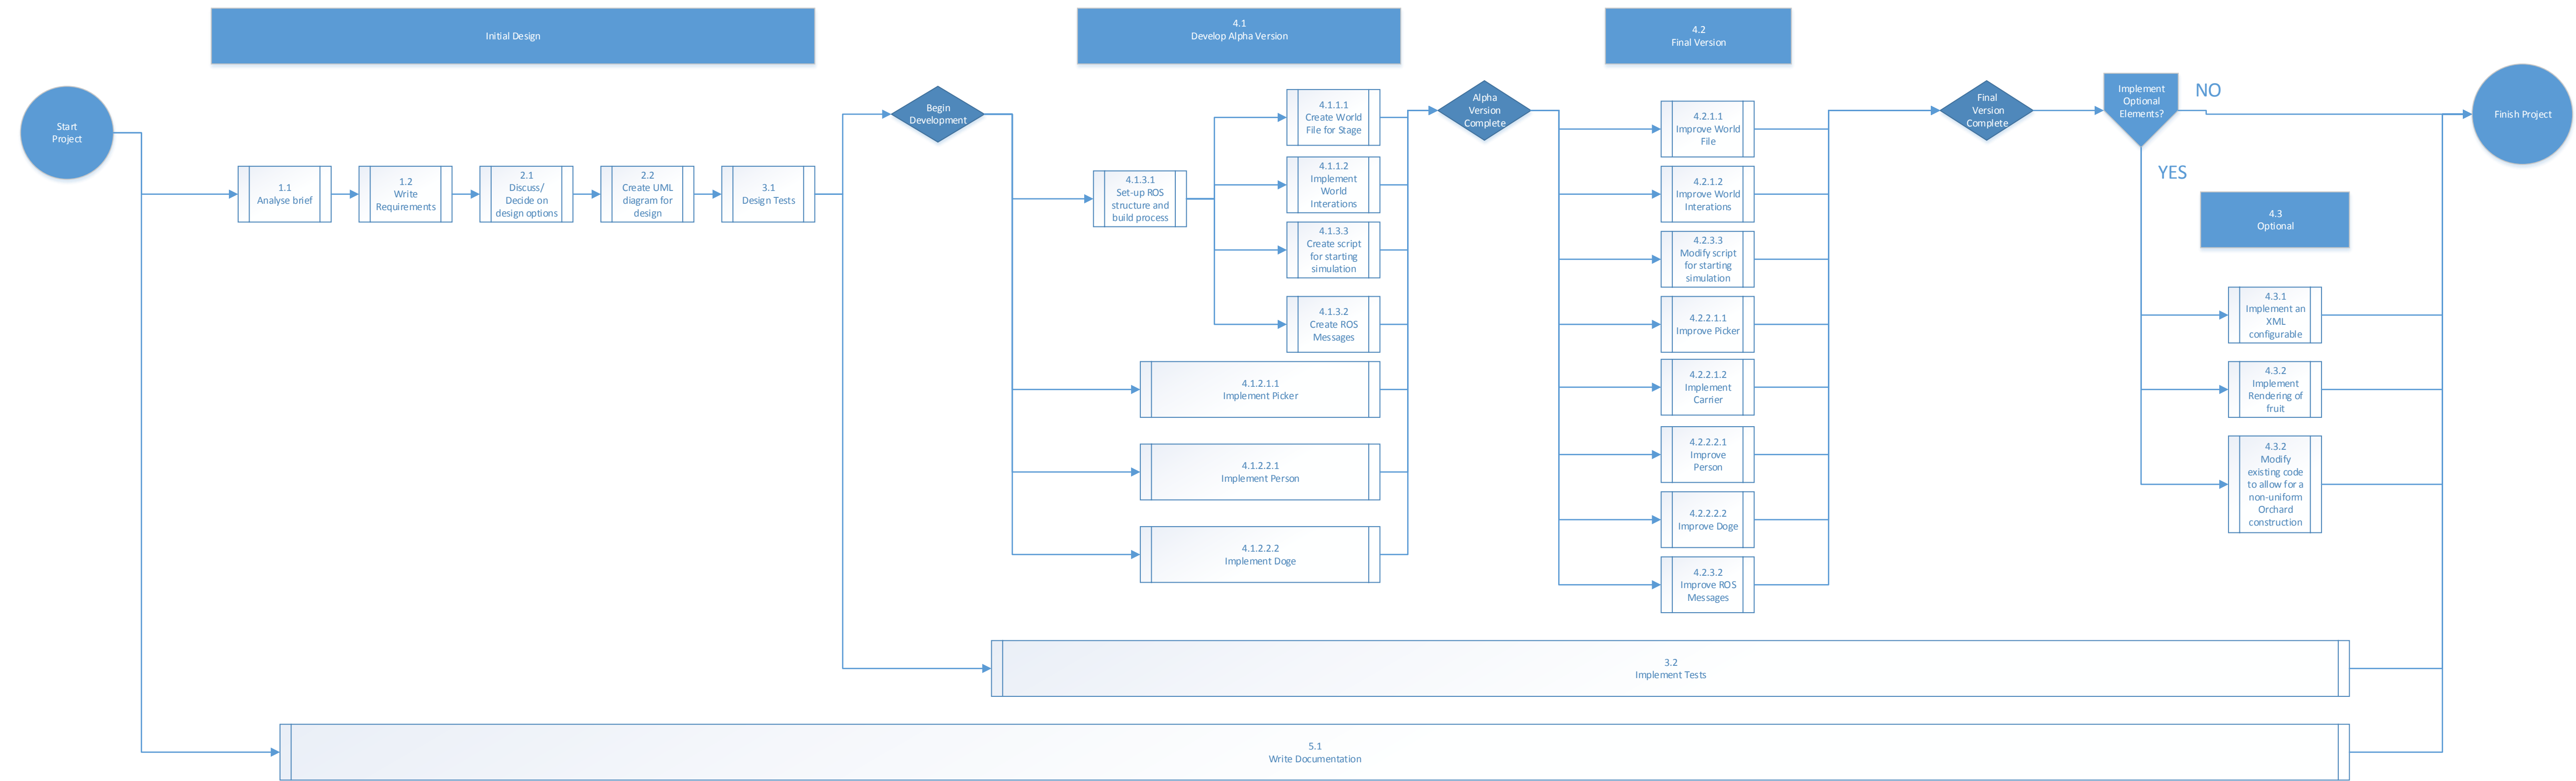 Initial Design
4.1
Develop Alpha Version
4.2
Final Version
Start
Project
1.1
Analyse brief
1.2
Write
Requirements
2.1
Discuss/
Decide on
design options
2.2
Create UML
diagram for
design
3.1
Design Tests
Begin
Development
4.1.3.1
Set-up ROS
structure and
build process
4.1.1.1
Create World
File for Stage
4.1.1.2
Implement
World
Interations
4.1.3.3
Create script
for starting
simulation
4.1.3.2
Create ROS
Messages
4.1.2.1.1
Implement Picker
4.1.2.2.1
Implement Person
4.1.2.2.2
Implement Doge
Alpha
Version
Complete
4.2.1.1
Improve World
File
4.2.1.2
Improve World
Interations
4.2.3.3
Modify script
for starting
simulation
4.2.2.1.1
Improve Picker
4.2.2.1.2
Implement
Carrier
4.2.2.2.1
Improve
Person
4.2.2.2.2
Improve Doge
4.2.3.2
Improve ROS
Messages
Final
Version
Complete
Implement
Optional
Elements?
NO
YES
4.3
Optional
4.3.1
Implement an
XML
configurable
4.3.2
Implement
Rendering of
fruit
4.3.2
Modify
existing code
to allow for a
non-uniform
Orchard
construction
Finish Project
3.2
Implement Tests
5.1
Write Documentation